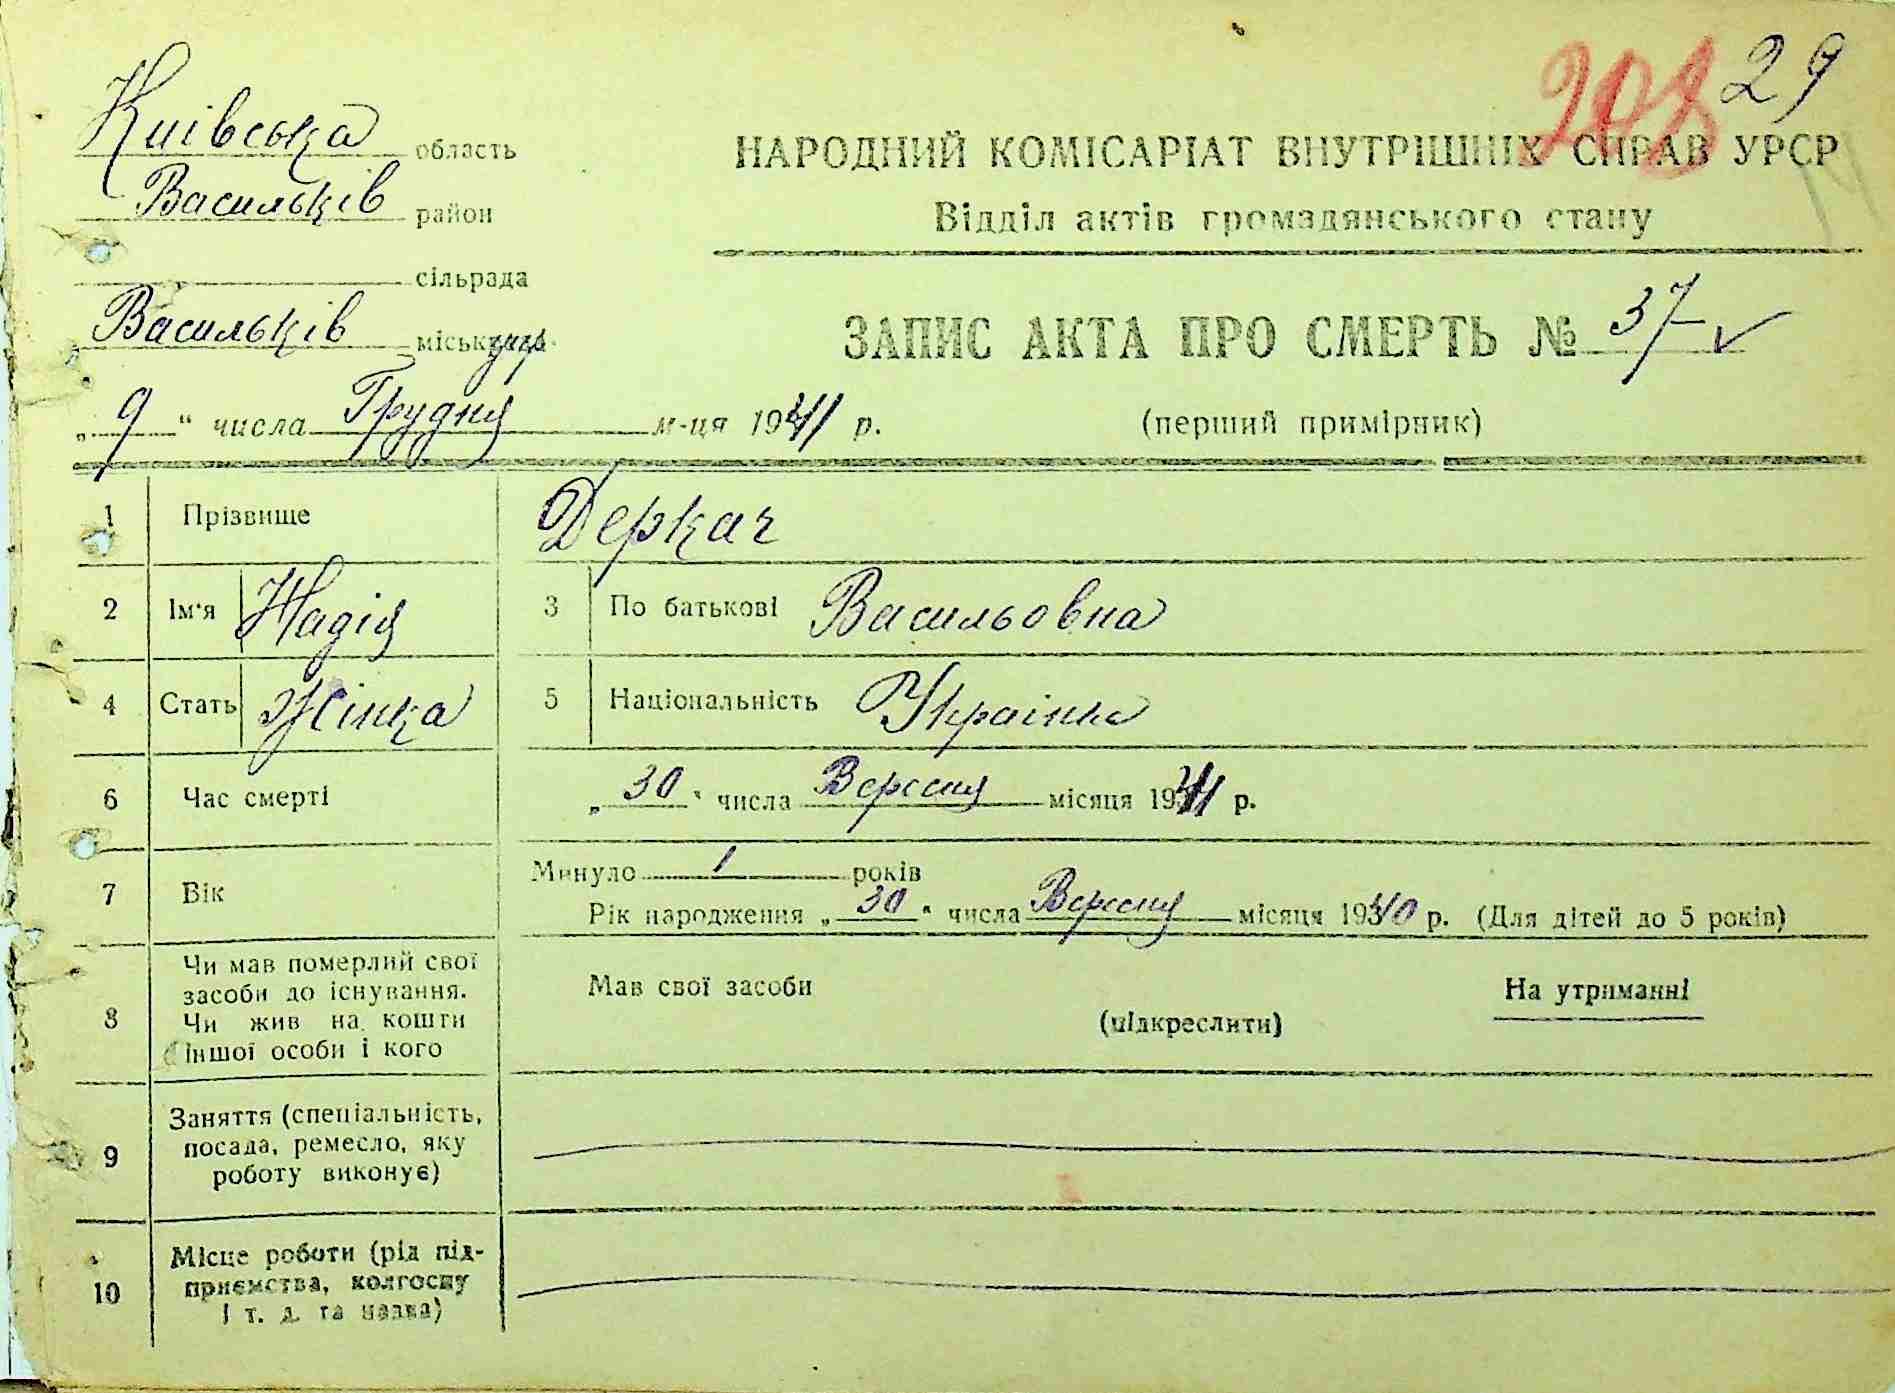 208 29
Київська область
Васильків район
сільрада
Васильків міськ
НАРОДНИЙ КОМІСАРІАТ ВНУТРІШНІХ СПРАВ УРСР
Відділ актів громадянського стану
ЗАПИС АКТА ПРО СМЕРТЬ № 37
„9“ числа Грудня м-ця 1941 р.
(перший примірник)
1 Прізвище Деркач
2 Ім'я Надія 3 По батькові Васильовна
4 Стать Жінка 5 Національність Українка
6 Час смерті „30“ числа Вересня місяця 1941 р.
7 Вік Минуло 1 років
Рік народження „30“ числа Вересня місяця 1940 р. (Для дітей до 5 років)
8 Чи мав померлий свої
засоби до існування.
Чи жив на кошти
іншої особи і кого
Мав свої засоби (підкреслити) На утриманні
9 Заняття (спеціальність,
посада, ремесло, яку
роботу виконує)
10 Місце роботи (рід під-
приємства, колгоспу
і т. д. та назва)